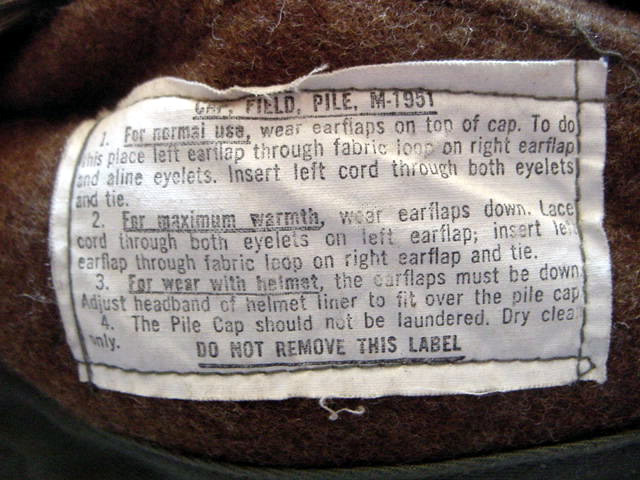 CAP, FIELD, PILE, M-1951
1. For normal use, wear earflaps on top of cap. To do
this place left earflap through fabric loop on right earflap
and aline eyelets. Insert left cord through both eyelets
and tie.
2. For maximum warmth, wear earflaps down. Lace
cord through both eyelets on left earflap; insert left
earflap through fabric loop on right earflap and tie.
3. For wear with helmet, the earflaps must be down.
Adjust headband of helmet liner to fit over the pile cap
4. The Pile Cap should not be laundered. Dry clea
only.
DO NOT REMOVE THIS LABEL